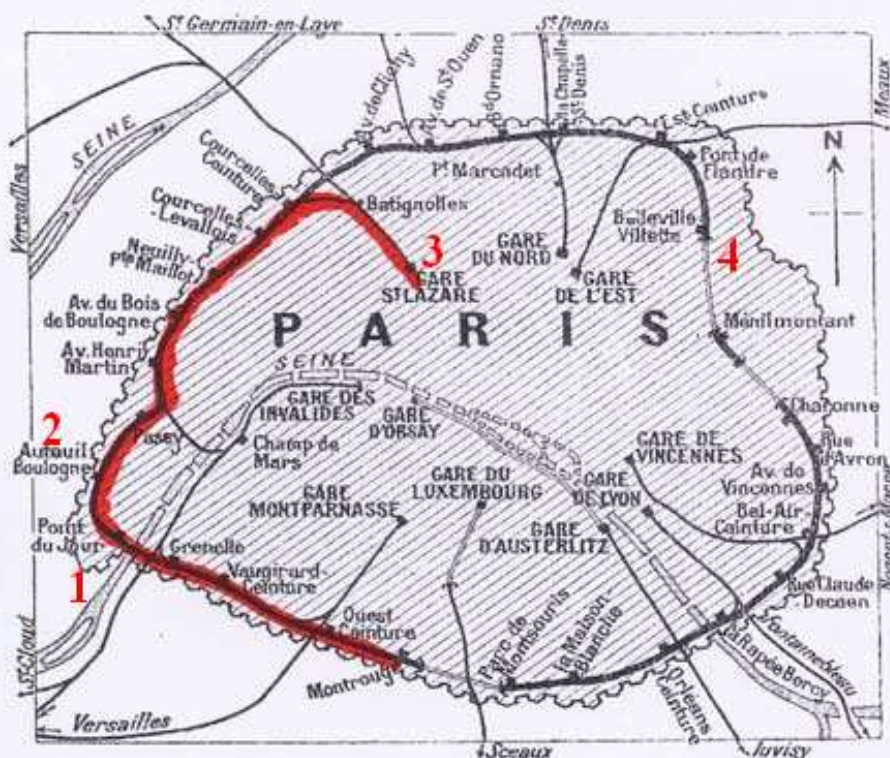 St Germain-en-Laye
St Denis
Meaux
Versailles
SEINE
Av. de Clichy
Av. de St Ouen
Bd Ornano
la Chapelle
St Denis
Est Ceinture
N
Courcelles
Ceinture
Bd Marcadet
Pont de
Flandre
Courcelles
-Levallois
Batignolles
Belleville
Villette
Neuilly-
Pte Maillot
3
GARE
ST LAZARE
GARE
DU NORD
GARE
DE L'EST
4
Av. du Bois
de Boulogne
PARIS
Ménilmontant
Av. Henri
Martin
SEINE
GARE DES
INVALIDES
GARE
D'ORSAY
Charonne
2
Auteuil
Boulogne
Passy
Champ de
Mars
GARE DE
VINCENNES
Rue
d'Avron
GARE
MONTPARNASSE
GARE DU
LUXEMBOURG
GARE
DE LYON
Av. de
Vincennes
Bel-Air
Ceinture
Point
du Jour
Grenelle
GARE
D'AUSTERLITZ
1
Vaugirard-
Ceinture
Rue Claude
-Decaen
St Cloud
Ouest
Ceinture
Montrouge
Parc de
Montsouris
la Maison-
Blanche
Orléans
Ceinture
La Rapée Bercy
Fontainebleau
Versailles
Sceaux
Juvisy